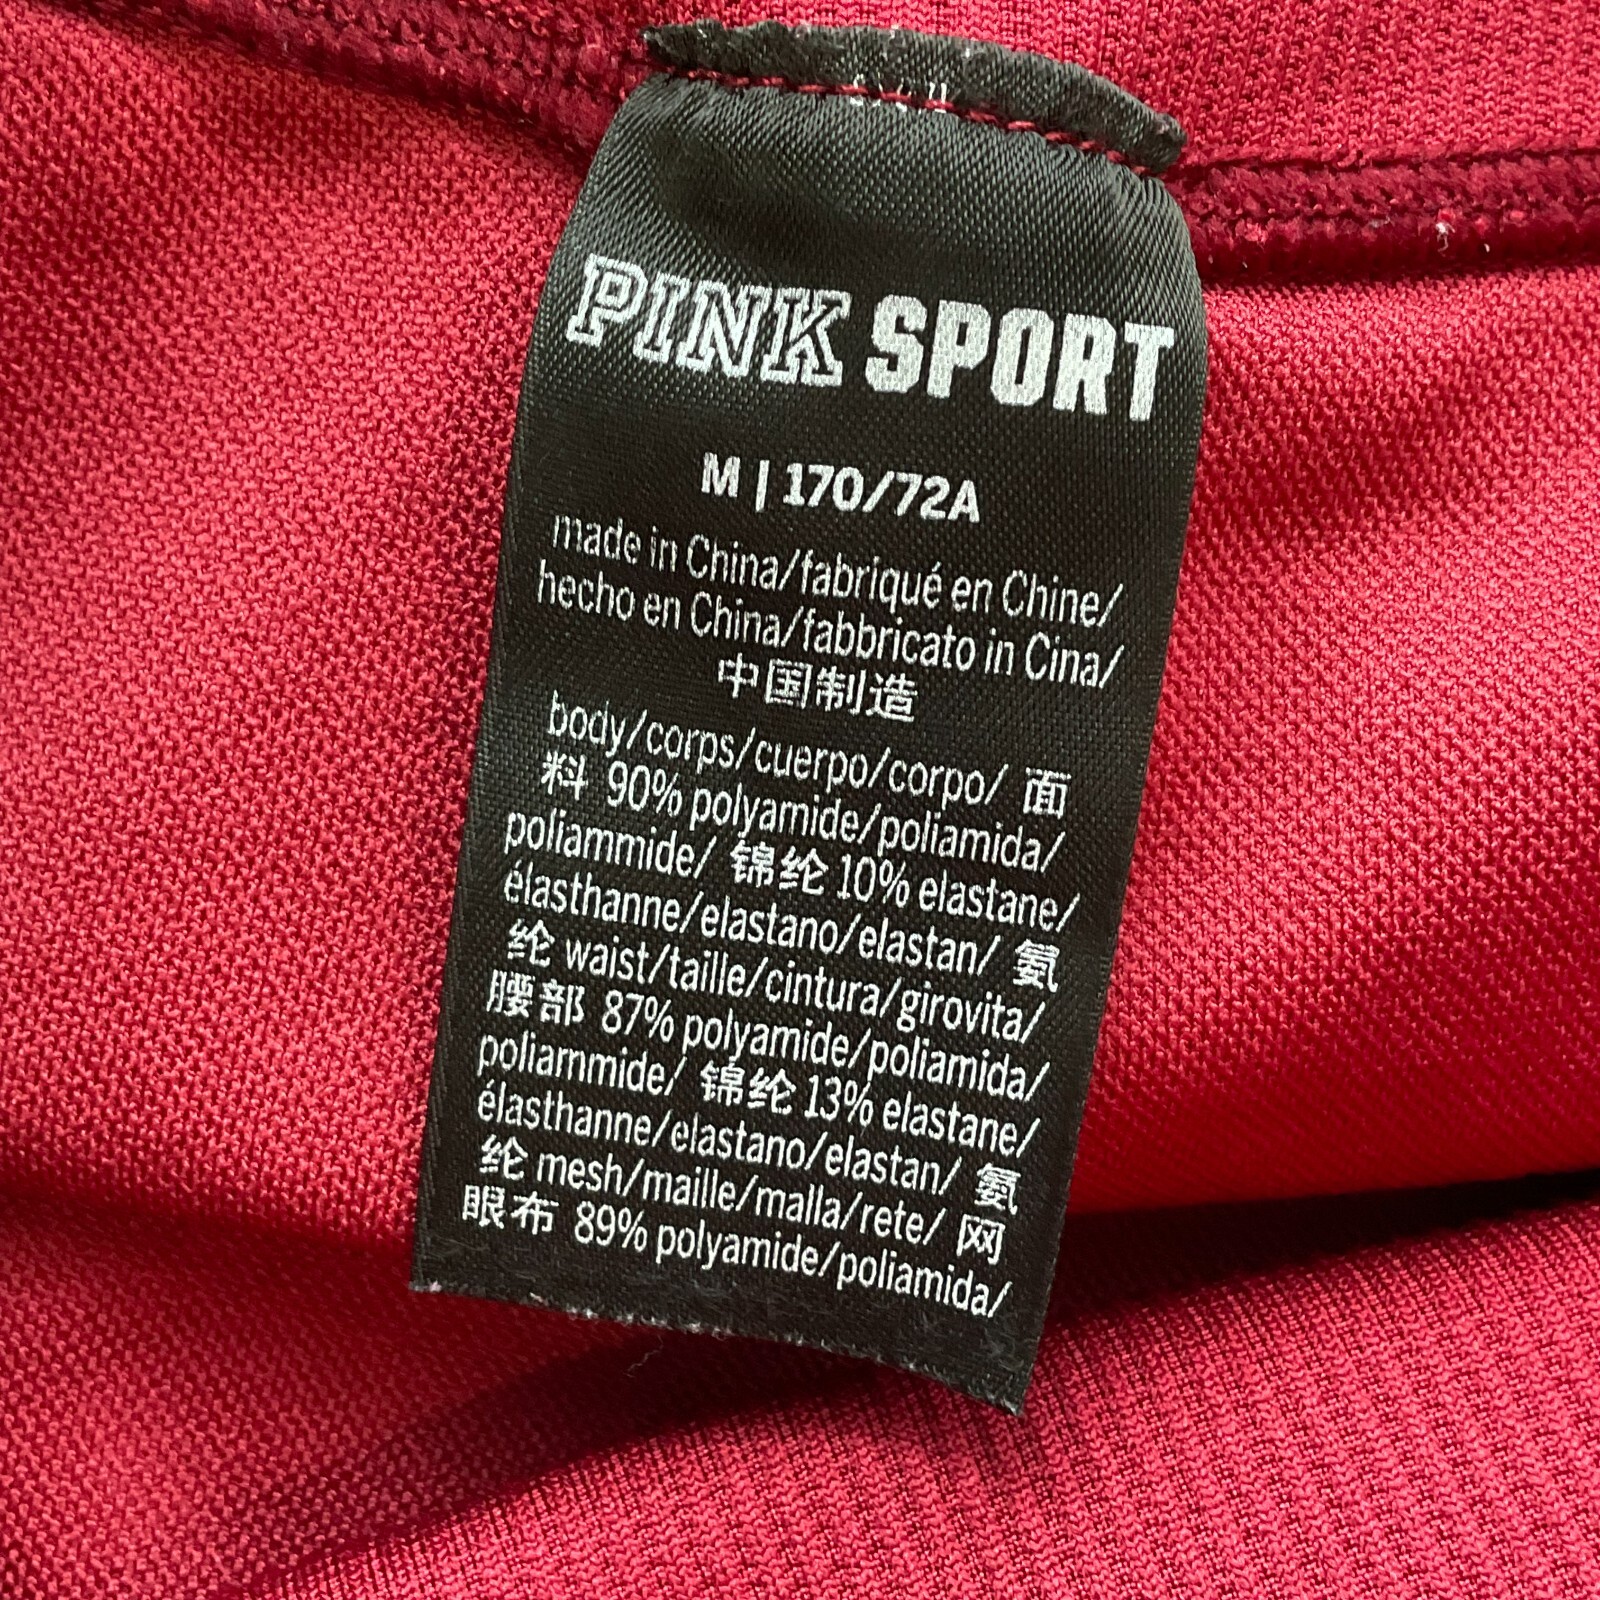 PINK SPORT
M | 170/72A
made in China/fabriqué en Chine/
hecho en China/fabbricato in Cina/
中国制造
body/corps/cuerpo/corpo/ 面
料 90% polyamide/poliamida/
poliammide/ 锦纶 10% elastane/
élasthanne/elastano/elastan/ 氨
纶 waist/taille/cintura/girovita/
腰部 87% polyamide/poliamida/
poliammide/ 锦纶 13% elastane/
élasthanne/elastano/elastan/ 氨
纶 mesh/maille/malla/rete/ 网
眼布 89% polyamide/poliamida/